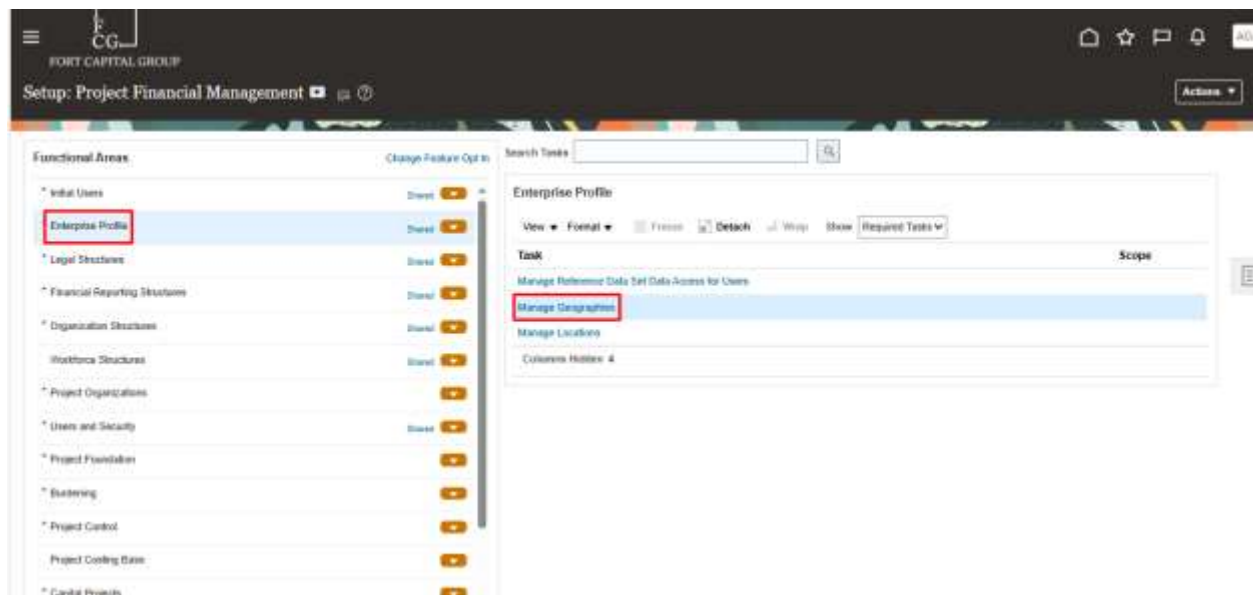 FCG
FORT CAPITAL GROUP
Setup: Project Financial Management
Actions
Functional Areas
Change Feature Opt In
* Initial Users
Shared
Enterprise Profile
Shared
* Legal Structures
Shared
* Financial Reporting Structures
Shared
* Organization Structures
Shared
Workforce Structures
Shared
* Project Organizations
* Users and Security
Shared
* Project Foundation
* Burdening
* Project Control
Project Costing Base
* Capital Projects
Search Tasks
Enterprise Profile
View Format Freeze Detach Wrap Show Required Tasks
Task Scope
Manage Reference Data Set Data Access for Users
Manage Geographies
Manage Locations
Columns Hidden 4